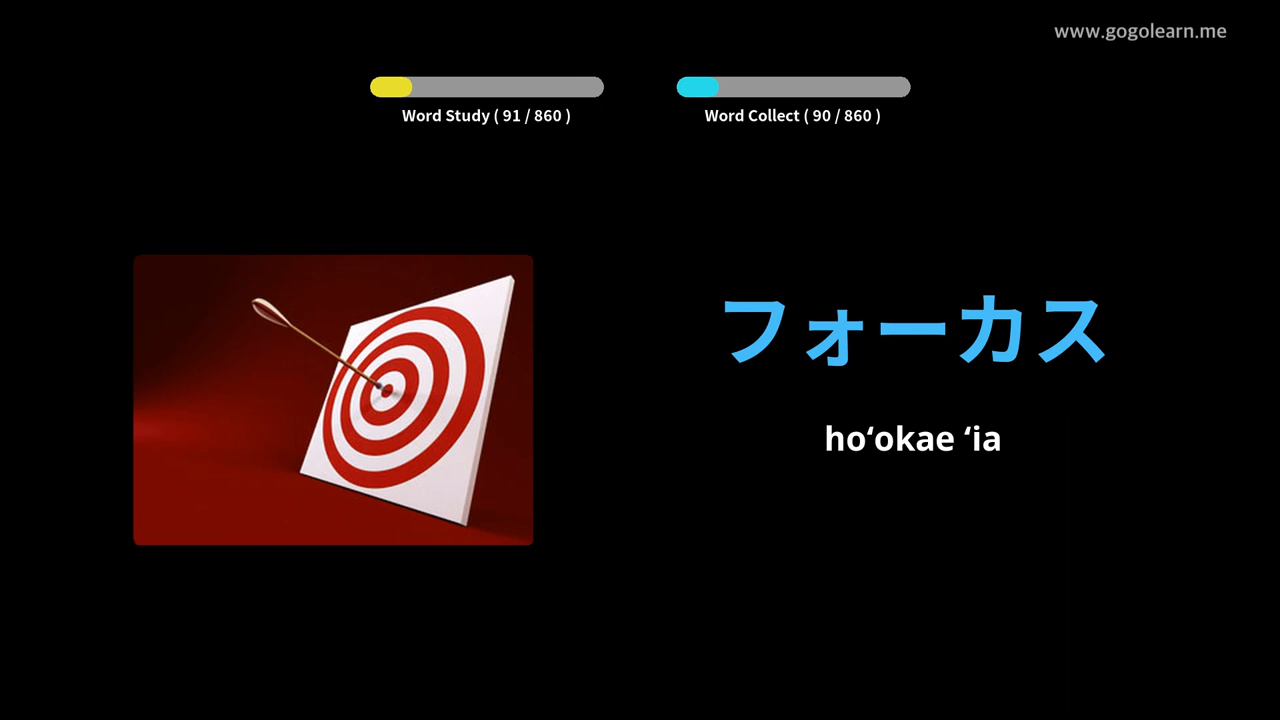 www.gogolearn.me
Word Study ( 91 / 860 )
Word Collect ( 90 / 860 )
フォーカス
hoʻokae ʻia